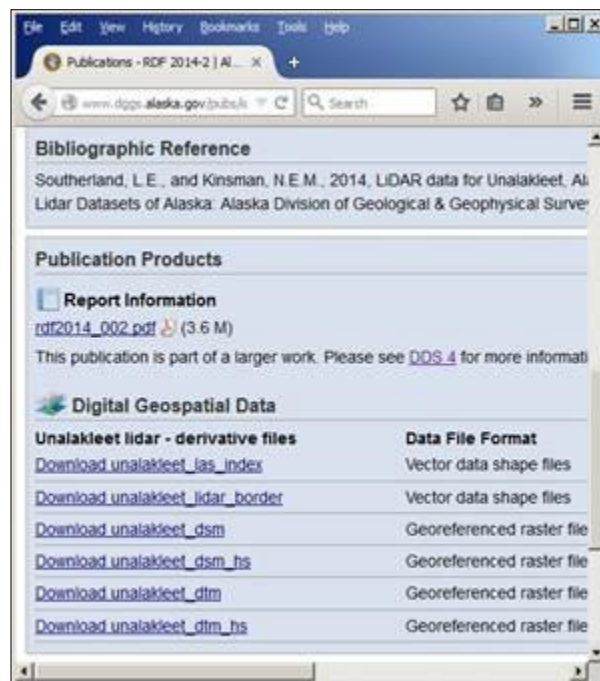 File Edit View History Bookmarks Tools Help
Publications - RDF 2014-2 | Al... × +
www.dggs.alaska.gov/pubs/i Search
Bibliographic Reference
Southerland, L.E., and Kinsman, N.E.M., 2014, LiDAR data for Unalakleet, Al
Lidar Datasets of Alaska: Alaska Division of Geological & Geophysical Surve
Publication Products
Report Information
rdf2014_002.pdf (3.6 M)
This publication is part of a larger work. Please see DDS 4 for more informati
Digital Geospatial Data
Unalakleet lidar - derivative files Data File Format
Download unalakleet_las_index Vector data shape files
Download unalakleet_lidar_border Vector data shape files
Download unalakleet_dsm Georeferenced raster file
Download unalakleet_dsm_hs Georeferenced raster file
Download unalakleet_dtm Georeferenced raster file
Download unalakleet_dtm_hs Georeferenced raster file